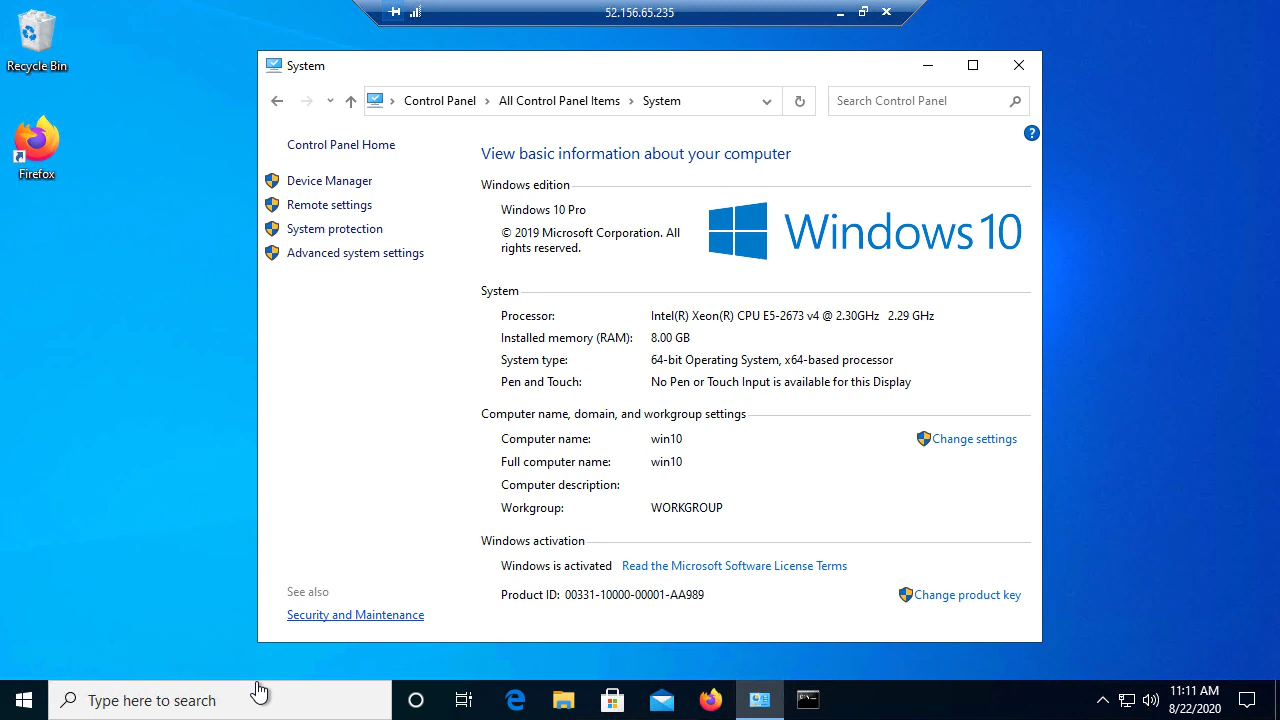 52.156.65.235
Recycle Bin
Firefox
System
Control Panel
All Control Panel Items
System
Search Control Panel
Control Panel Home
Device Manager
Remote settings
System protection
Advanced system settings
See also
Security and Maintenance
View basic information about your computer
Windows edition
Windows 10 Pro
© 2019 Microsoft Corporation. All
rights reserved.
Windows 10
System
Processor: Intel(R) Xeon(R) CPU E5-2673 v4 @ 2.30GHz 2.29 GHz
Installed memory (RAM): 8.00 GB
System type: 64-bit Operating System, x64-based processor
Pen and Touch: No Pen or Touch Input is available for this Display
Computer name, domain, and workgroup settings
Computer name: win10 Change settings
Full computer name: win10
Computer description:
Workgroup: WORKGROUP
Windows activation
Windows is activated Read the Microsoft Software License Terms
Product ID: 00331-10000-00001-AA989 Change product key
Type here to search
11:11 AM
8/22/2020